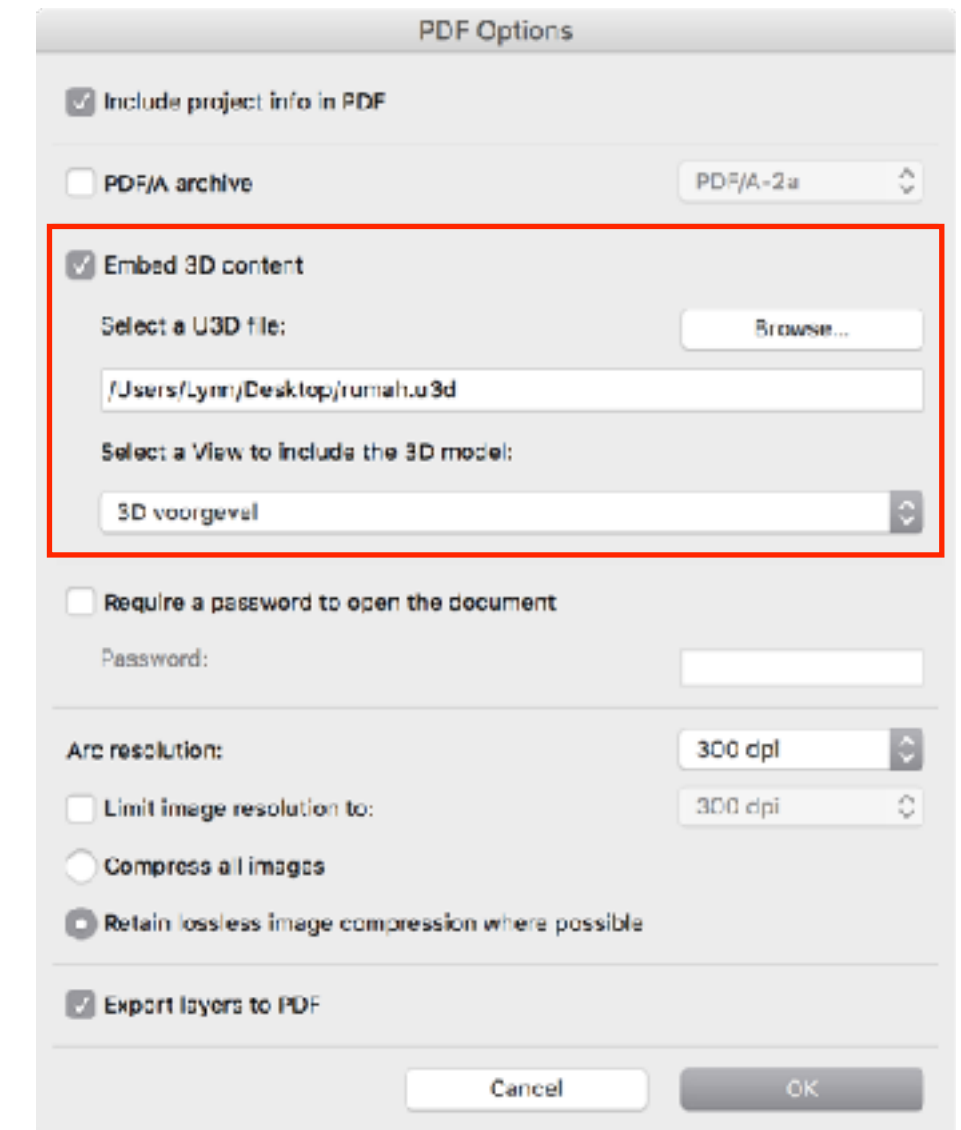 PDF Options
Include project info in PDF
PDF/A archive
PDF/A-2a
Embed 3D content
Select a U3D file:
Browse...
/Users/Lynn/Desktop/rumah.u3d
Select a View to include the 3D model:
3D voorgevel
Require a password to open the document
Password:
Arc resolution:
300 dpi
Limit image resolution to:
300 dpi
Compress all images
Retain lossless image compression where possible
Export layers to PDF
Cancel
OK